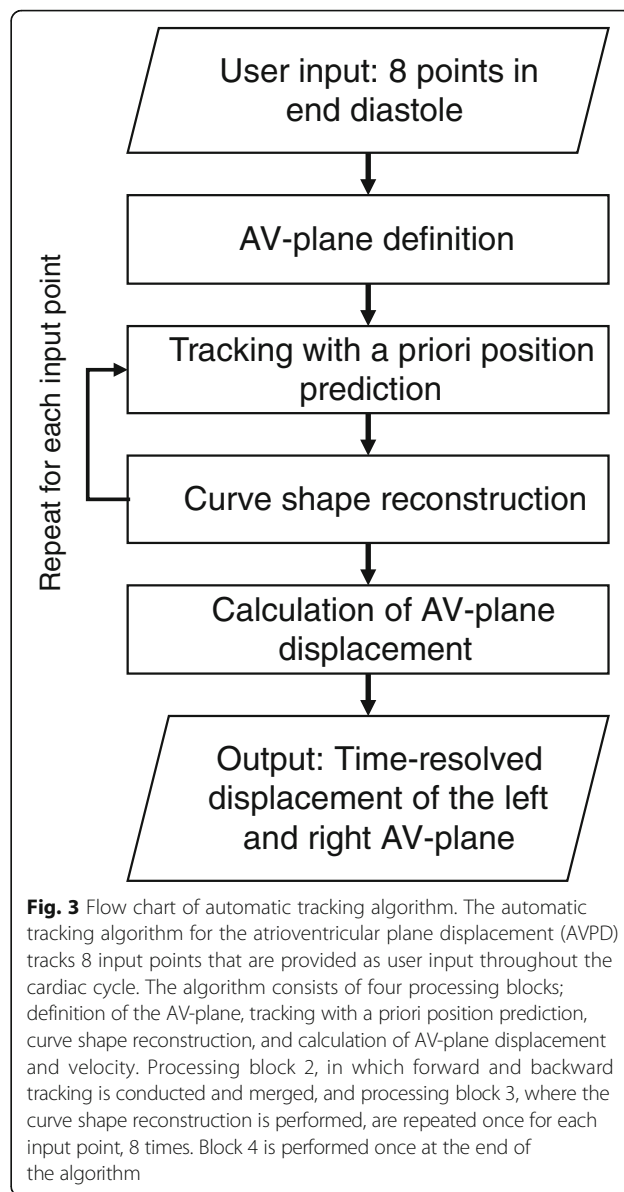 User input: 8 points in
end diastole
AV-plane definition
Repeat for each input point
Tracking with a priori position
prediction
Curve shape reconstruction
Calculation of AV-plane
displacement
Output: Time-resolved
displacement of the left
and right AV-plane
Fig. 3 Flow chart of automatic tracking algorithm. The automatic
tracking algorithm for the atrioventricular plane displacement (AVPD)
tracks 8 input points that are provided as user input throughout the
cardiac cycle. The algorithm consists of four processing blocks;
definition of the AV-plane, tracking with a priori position prediction,
curve shape reconstruction, and calculation of AV-plane displacement
and velocity. Processing block 2, in which forward and backward
tracking is conducted and merged, and processing block 3, where the
curve shape reconstruction is performed, are repeated once for each
input point, 8 times. Block 4 is performed once at the end of
the algorithm